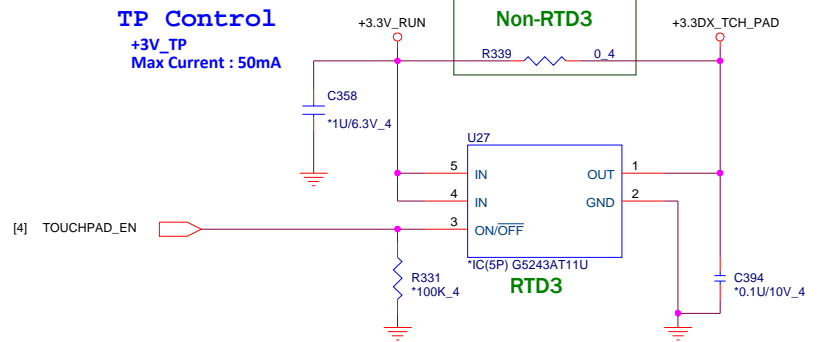 TP Control
+3V_TP
Max Current : 50mA
+3.3V_RUN
Non-RTD3
+3.3DX_TCH_PAD
R339
0_4
C358
*1U/6.3V_4
U27
5
IN
OUT
1
4
IN
GND
2
[4] TOUCHPAD_EN
3
ON/OFF
*IC(5P) G5243AT11U
RTD3
R331
*100K_4
C394
*0.1U/10V_4